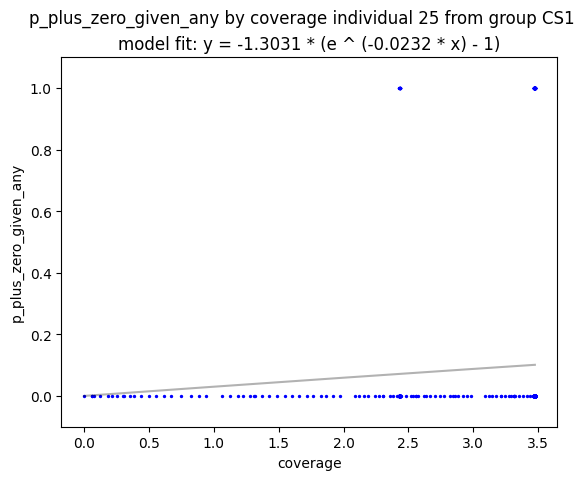 p_plus_zero_given_any by coverage individual 25 from group CS1
model fit: y = -1.3031 * (e ^ (-0.0232 * x) - 1)
1.0
0.8
0.6
0.4
0.2
0.0
p_plus_zero_given_any
0.0 0.5 1.0 1.5 2.0 2.5 3.0 3.5
coverage